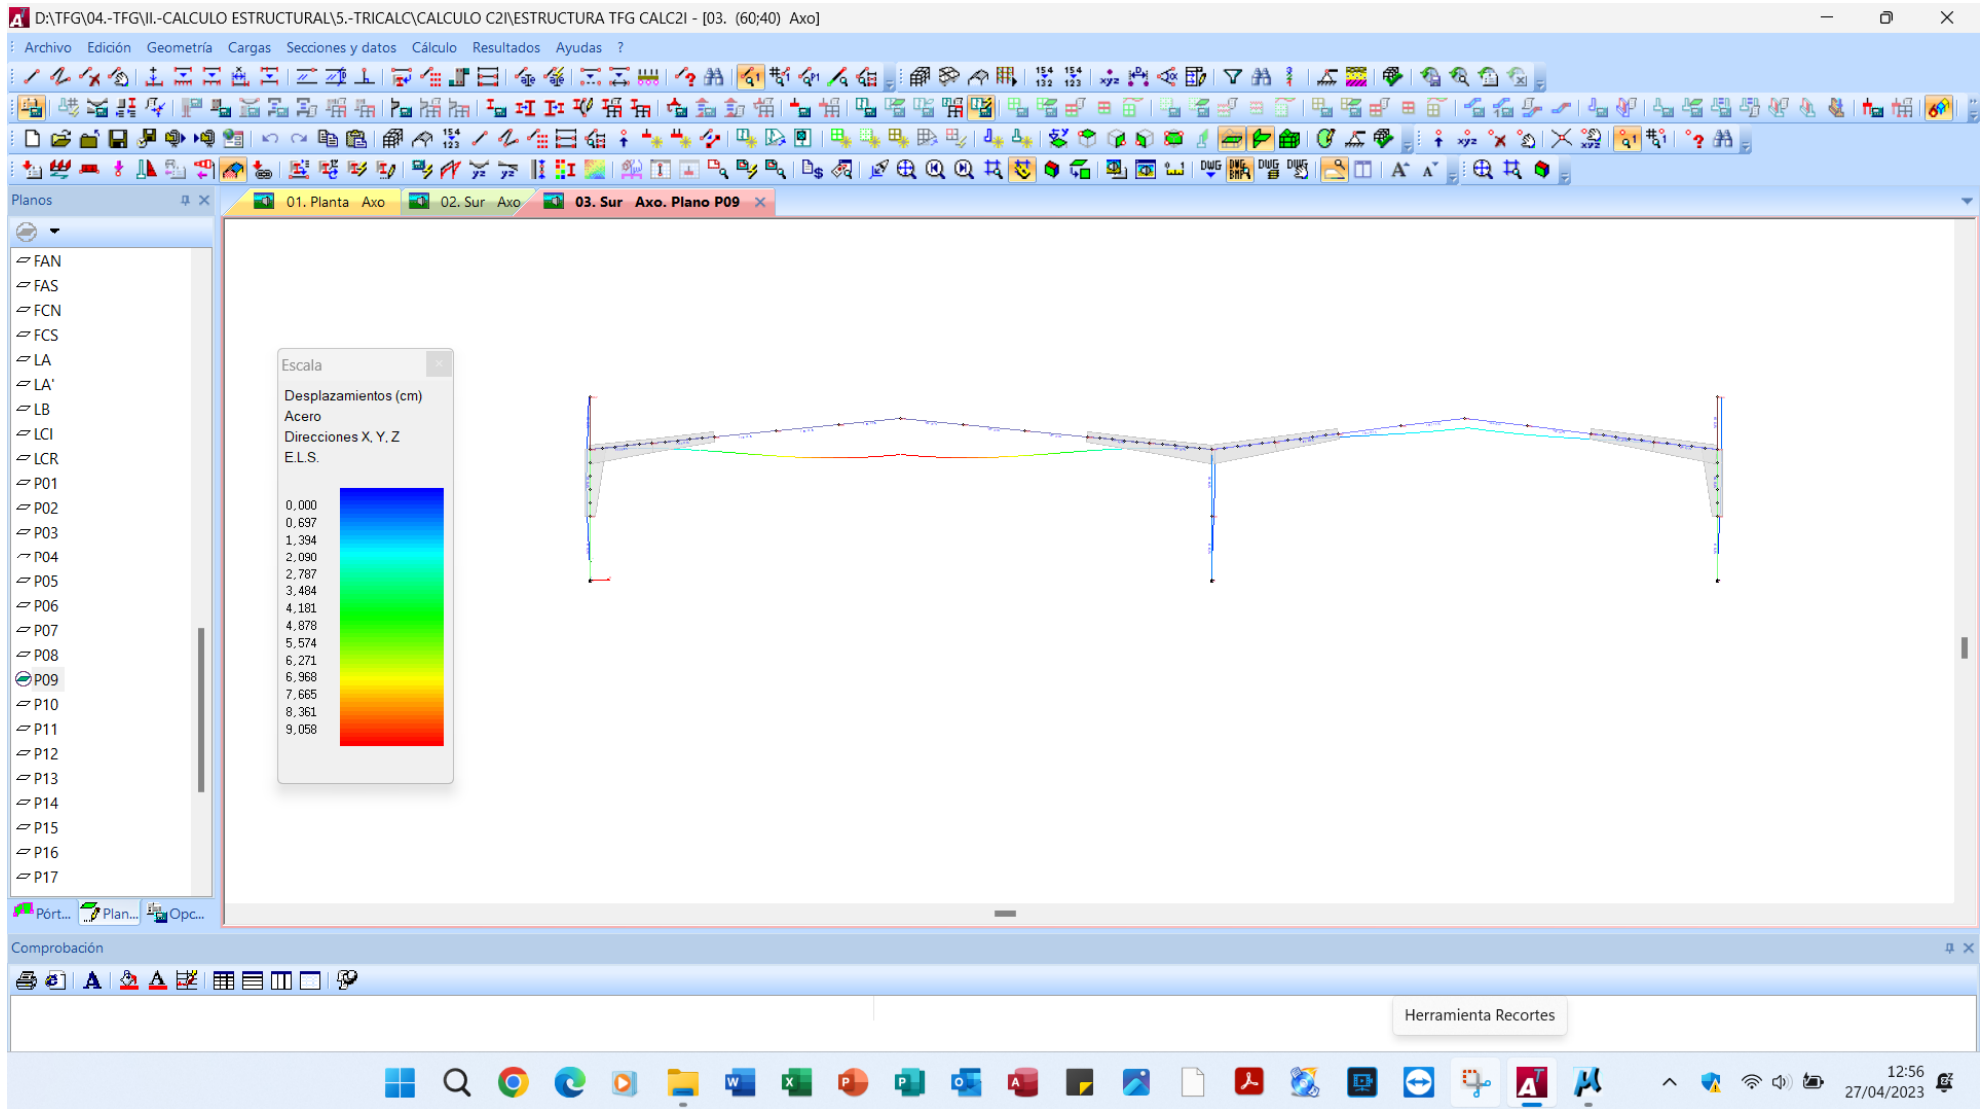 D:\TFG\04.-TFG\II.-CALCULO ESTRUCTURAL\5.-TRICALC\CALCULO C2I\ESTRUCTURA TFG CALC2I - [03. (60;40) Axo]
Archivo Edición Geometría Cargas Secciones y datos Cálculo Resultados Ayudas ?
Planos
01. Planta Axo
02. Sur Axo
03. Sur Axo. Plano P09
FAN
FAS
FCN
FCS
LA
LA'
LB
LCI
LCR
P01
P02
P03
P04
P05
P06
P07
P08
P09
P10
P11
P12
P13
P14
P15
P16
P17
Escala
Desplazamientos (cm)
Acero
Direcciones X, Y, Z
E.L.S.
0,000
0,697
1,394
2,090
2,787
3,484
4,181
4,878
5,574
6,271
6,968
7,665
8,361
9,058
Pórt... Plan... Opc...
Comprobación
Herramienta Recortes
12:56
27/04/2023